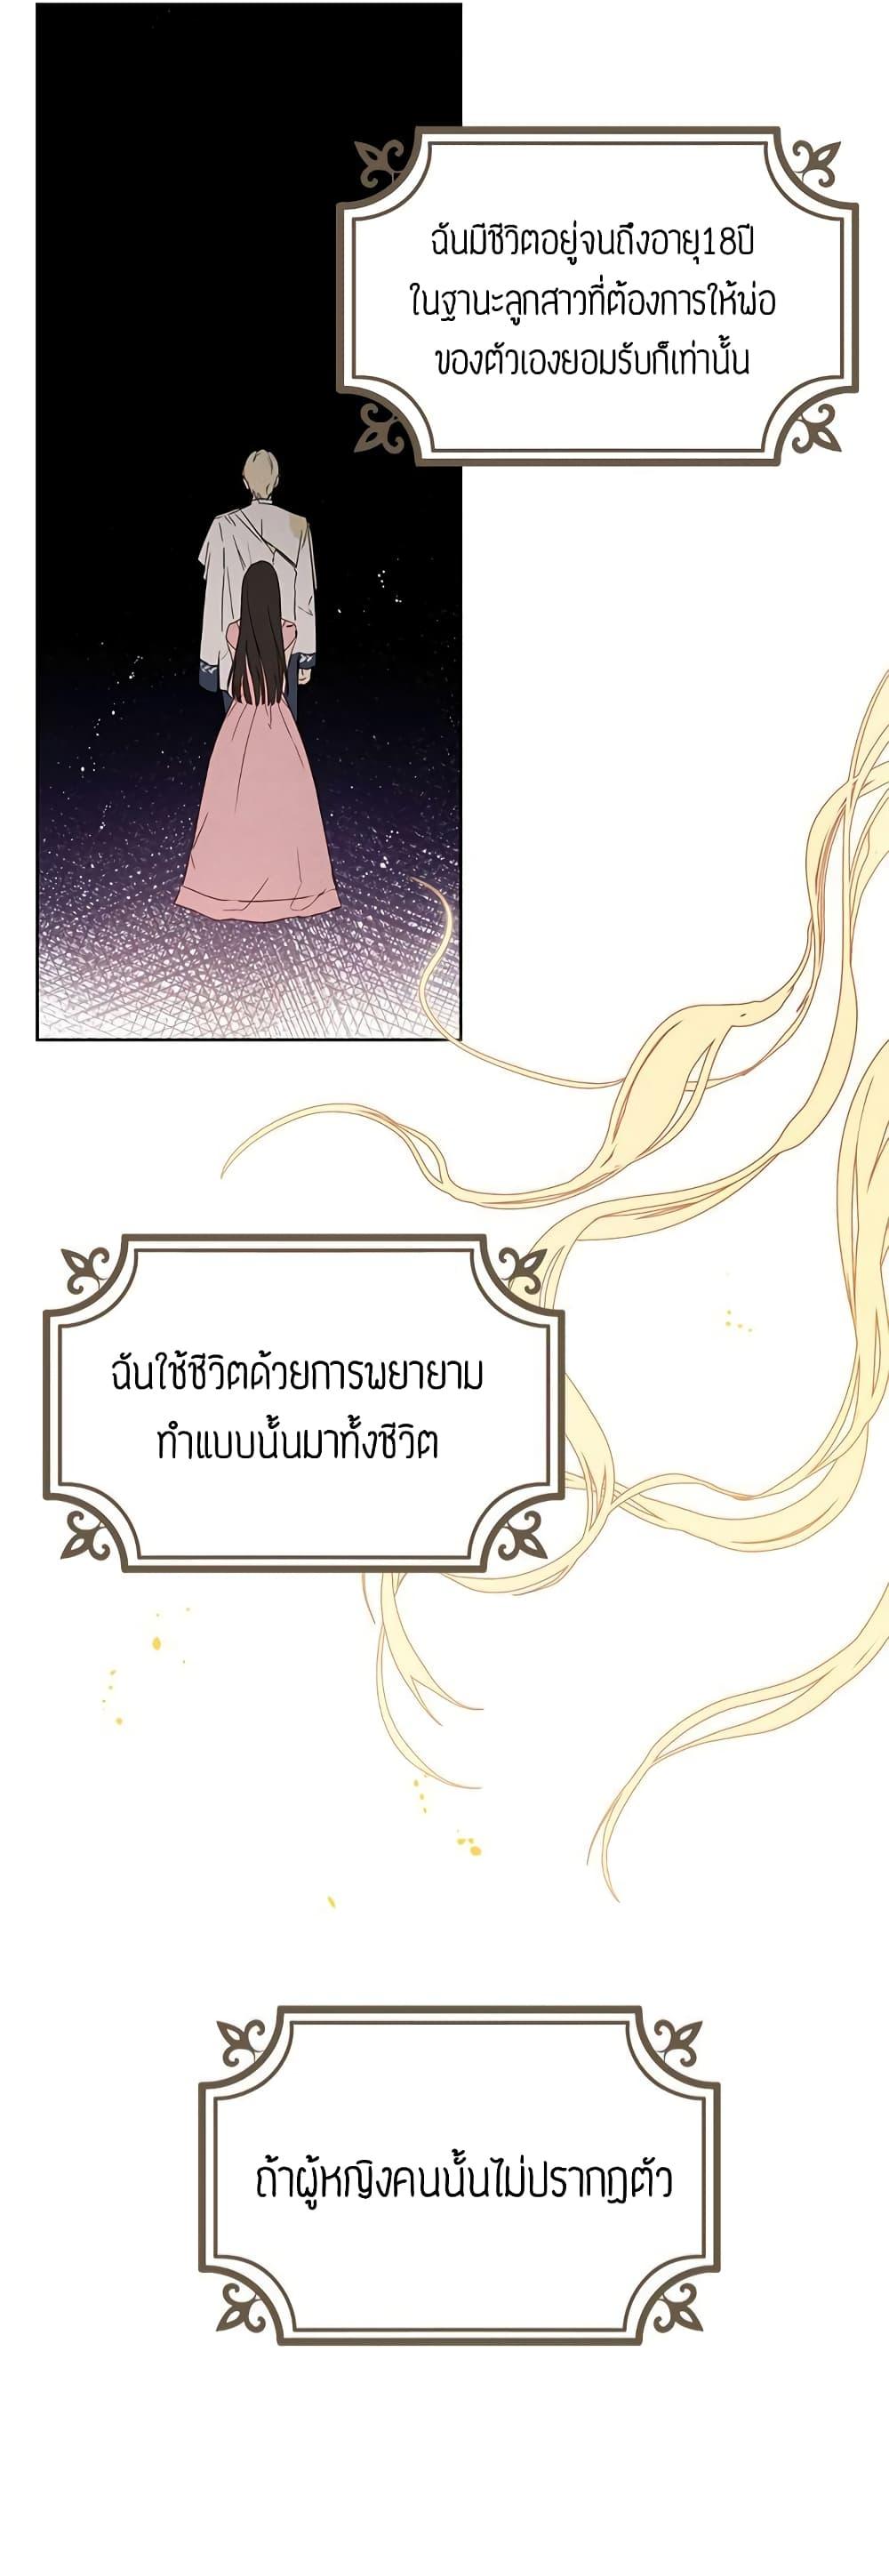 ฉันมีชีวิตอยู่จนถึงอายุ18ปี
ในฐานะลูกสาวที่ต้องการให้พ่อ
ของตัวเองยอมรับก็เท่านั้น
ฉันใช้ชีวิตด้วยการพยายาม
ทำแบบนั้นมาทั้งชีวิต
ถ้าผู้หญิงคนนั้นไม่ปรากฏตัว